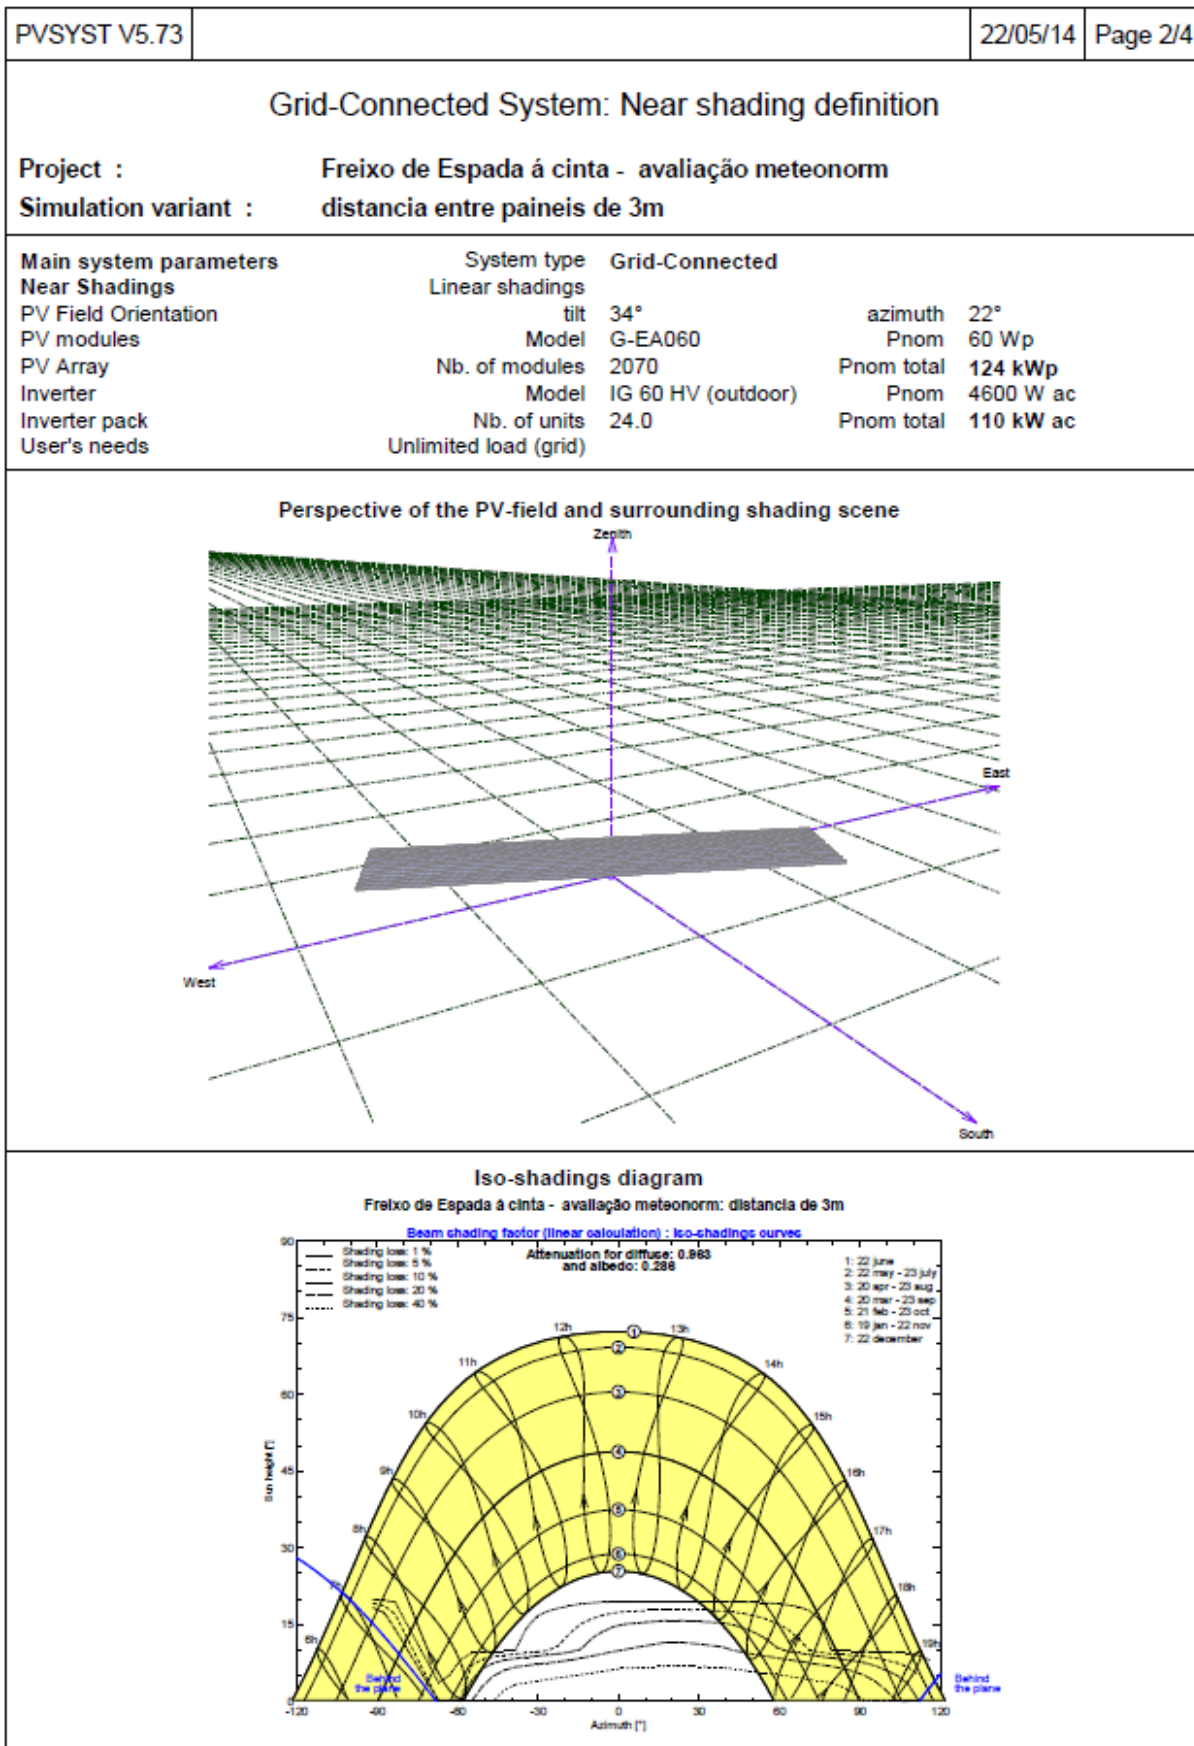 PVSYST V5.73 22/05/14 Page 2/4
Grid-Connected System: Near shading definition
Project : Freixo de Espada á cinta - avaliação meteonorm
Simulation variant : distancia entre paineis de 3m
Main system parameters System type Grid-Connected
Near Shadings Linear shadings
PV Field Orientation tilt 34° azimuth 22°
PV modules Model G-EA060 Pnom 60 Wp
PV Array Nb. of modules 2070 Pnom total 124 kWp
Inverter Model IG 60 HV (outdoor) Pnom 4600 W ac
Inverter pack Nb. of units 24.0 Pnom total 110 kW ac
User's needs Unlimited load (grid)
Perspective of the PV-field and surrounding shading scene
Zenith
East
West
South
Iso-shadings diagram
Freixo de Espada á cinta - avaliação meteonorm: distancia de 3m
Beam shading factor (linear calculation) : Iso-shadings curves
Attenuation for diffuse: 0.963
and albedo: 0.286
Shading loss: 1 %
Shading loss: 5 %
Shading loss: 10 %
Shading loss: 20 %
Shading loss: 40 %
1: 22 june
2: 22 may - 23 july
3: 20 apr - 23 aug
4: 20 mar - 23 sep
5: 21 feb - 23 oct
6: 19 jan - 22 nov
7: 22 december
90
75
60
45
30
15
0
Sun height [°]
6h
7h
8h
9h
10h
11h
12h
13h
14h
15h
16h
17h
18h
19h
1
2
3
4
5
6
7
Behind
the plane
Behind
the plane
-120 -90 -60 -30 0 30 60 90 120
Azimuth [°]